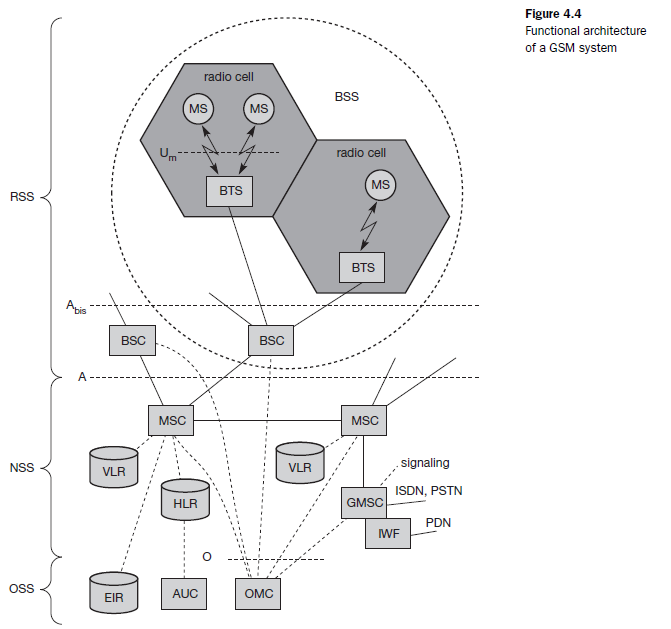 Figure 4.4
Functional architecture
of a GSM system
radio cell
BSS
MS
MS
radio cell
Um
MS
BTS
RSS
BTS
Abis
BSC
BSC
A
MSC
MSC
VLR
VLR
signaling
NSS
ISDN, PSTN
HLR
GMSC
PDN
IWF
O
OSS
EIR
AUC
OMC